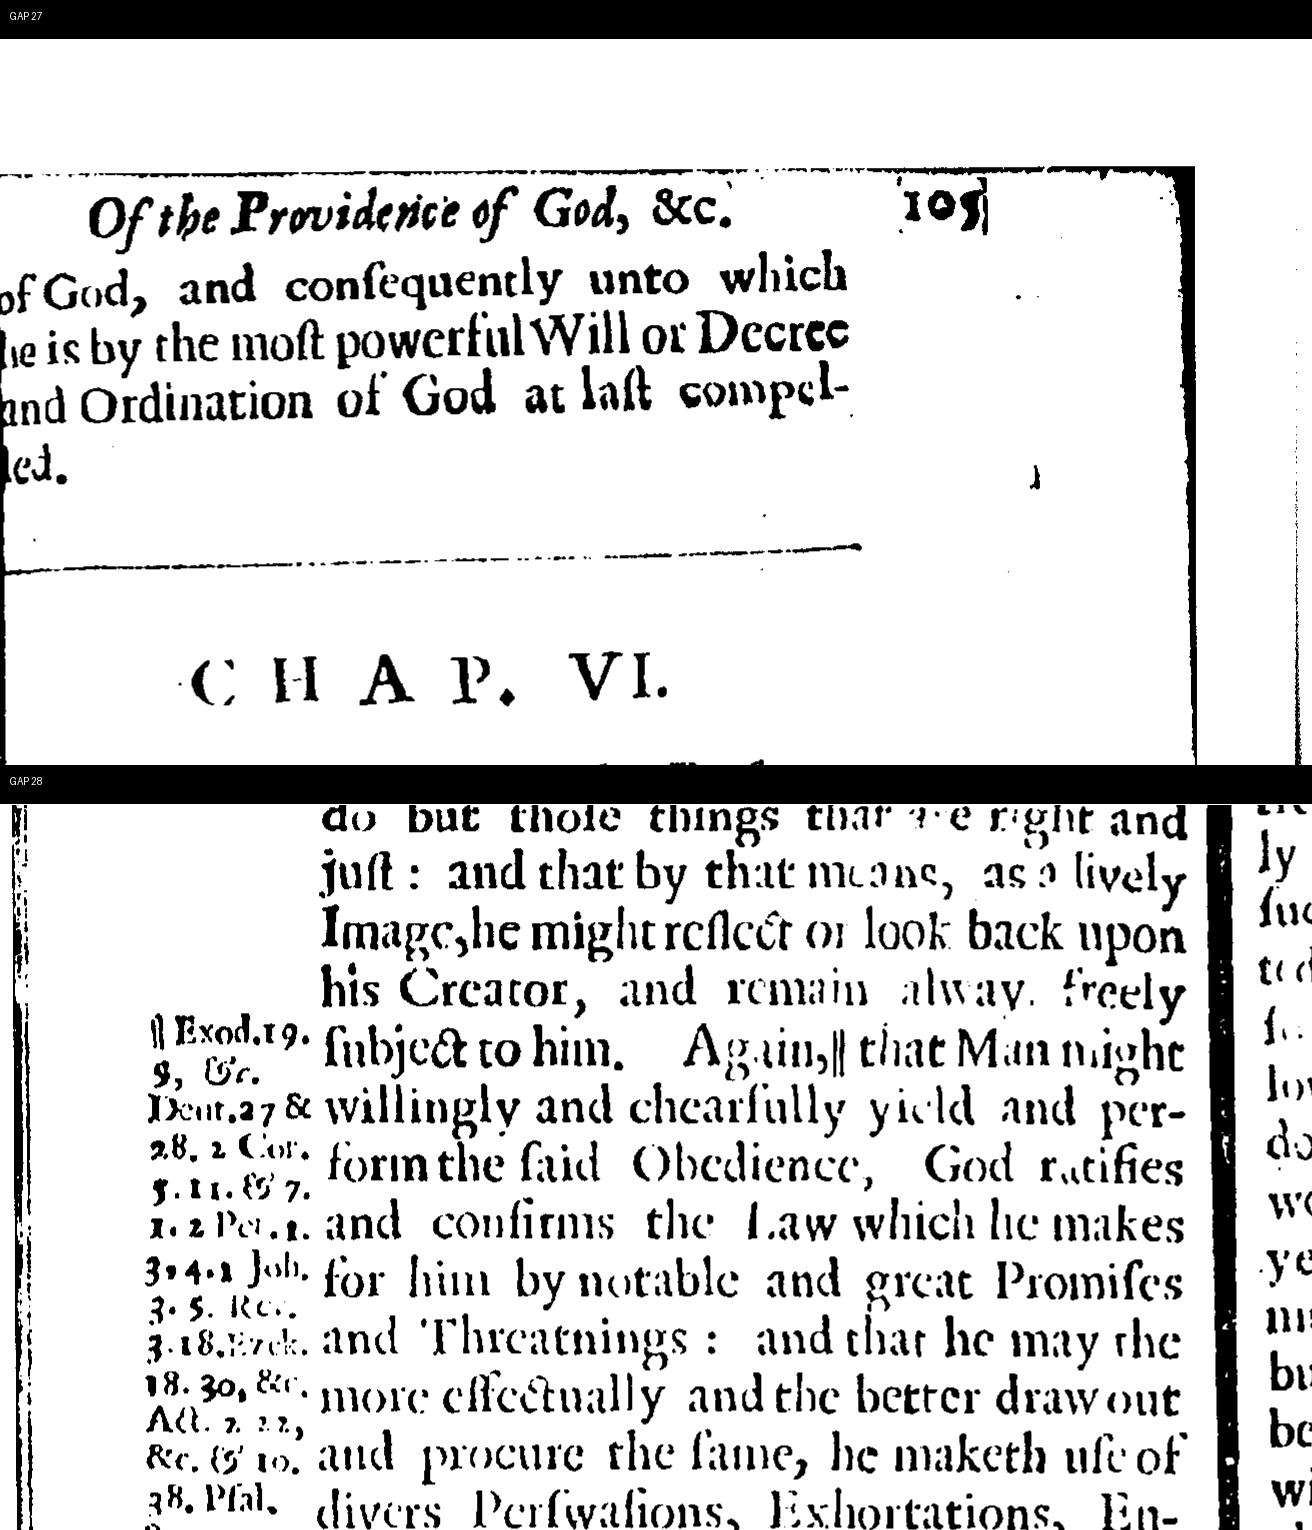 GAP 27
Of the Providence of God, &c. 105
of God, and conſequently unto which
he is by the moſt powerful Will or Decree
and Ordination of God at laſt compel-
led.
CHAP. VI.
GAP 28
do but thoſe things that are right and
juſt : and that by that means, as a lively
Image, he might reflect or look back upon
his Creator, and remain alway freely
ſubject to him. Again, || that Man might
willingly and chearfully yield and per-
form the ſaid Obedience, God ratifies
and confirms the Law which he makes
for him by notable and great Promiſes
and Threatnings : and that he may the
more effectually and the better draw out
and procure the ſame, he maketh uſe of
divers Perſwaſions, Exhortations, En-
|| Exod. 19.
9, &c.
Deut. 27 &
28. 2 Cor.
5. 11. & 7.
1. 2 Pet. 1.
3, 4. 1 Joh.
3. 5. Rev.
3. 18. Ezek.
18. 30, &c.
Act. 2. 22,
&c. & 10.
38. Pſal.
ly